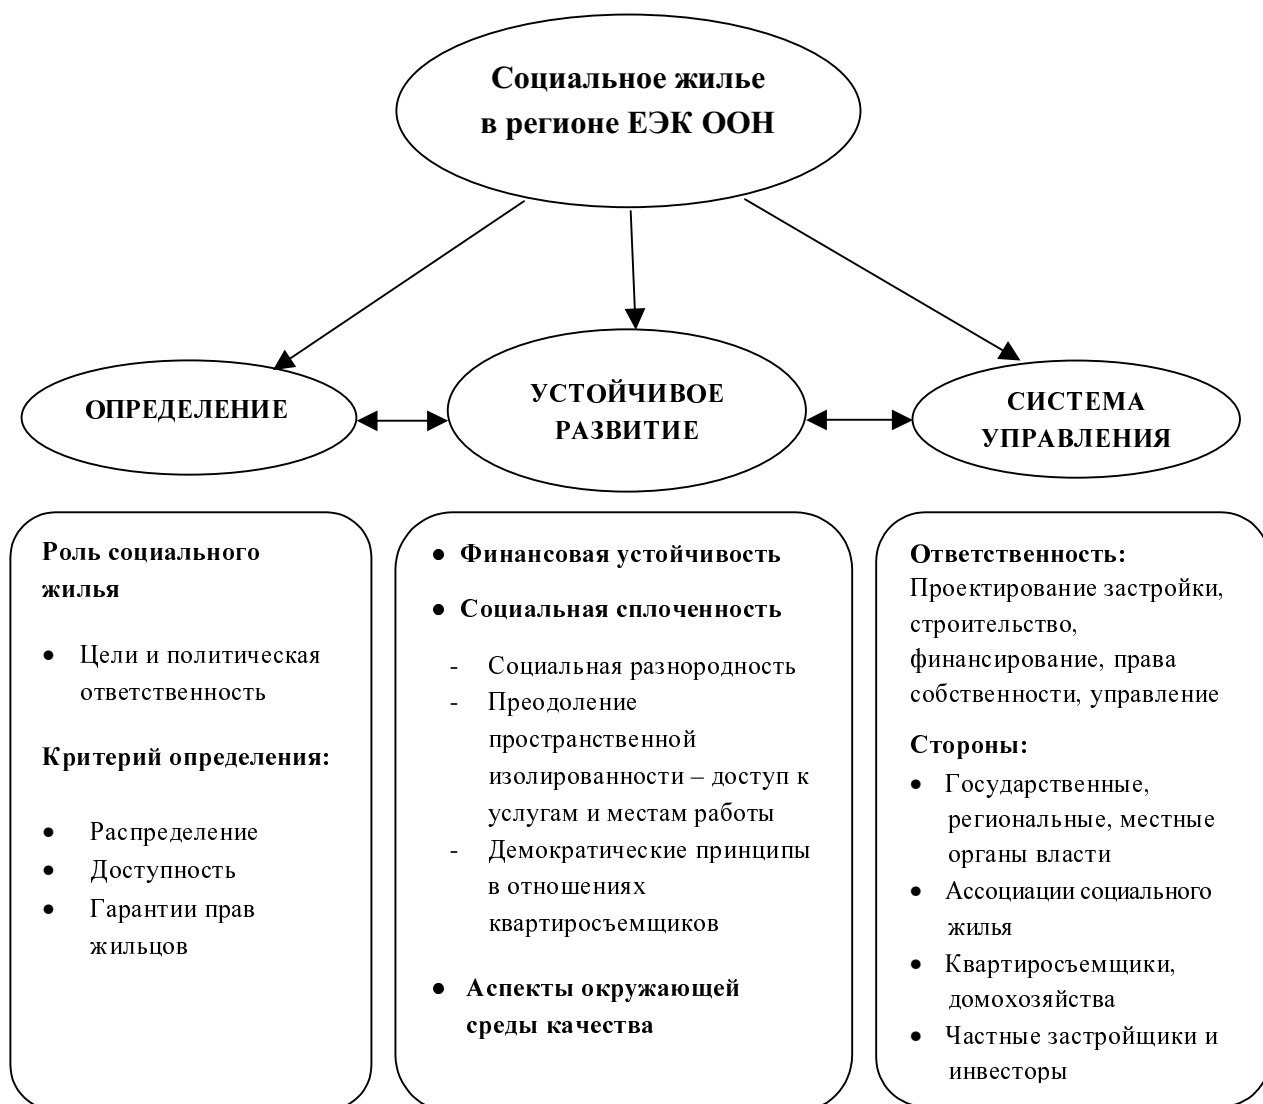 Социальное жилье
в регионе ЕЭК ООН
ОПРЕДЕЛЕНИЕ
УСТОЙЧИВОЕ
РАЗВИТИЕ
СИСТЕМА
УПРАВЛЕНИЯ
Роль социального
жилья
• Цели и политическая
ответственность
Критерий определения:
• Распределение
• Доступность
• Гарантии прав
жильцов
• Финансовая устойчивость
• Социальная сплоченность
- Социальная разнородность
- Преодоление
пространственной
изолированности – доступ к
услугам и местам работы
- Демократические принципы
в отношениях
квартиросъемщиков
• Аспекты окружающей
среды качества
Ответственность:
Проектирование застройки,
строительство,
финансирование, права
собственности, управление
Стороны:
• Государственные,
региональные, местные
органы власти
• Ассоциации социального
жилья
• Квартиросъемщики,
домохозяйства
• Частные застройщики и
инвесторы